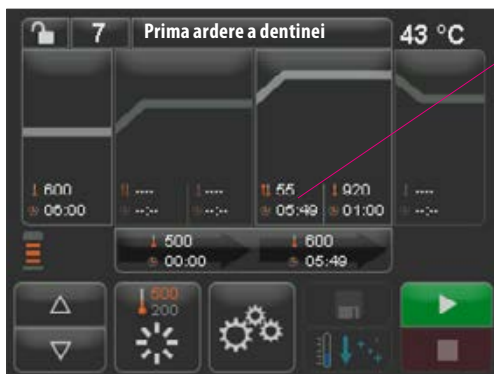 7 Prima ardere a dentinei 43 °C
600 ---- ---- 55 920 ----
06:00 --:-- --:-- 05:49 01:00 --:--
500 600
00:00 05:49
500
200